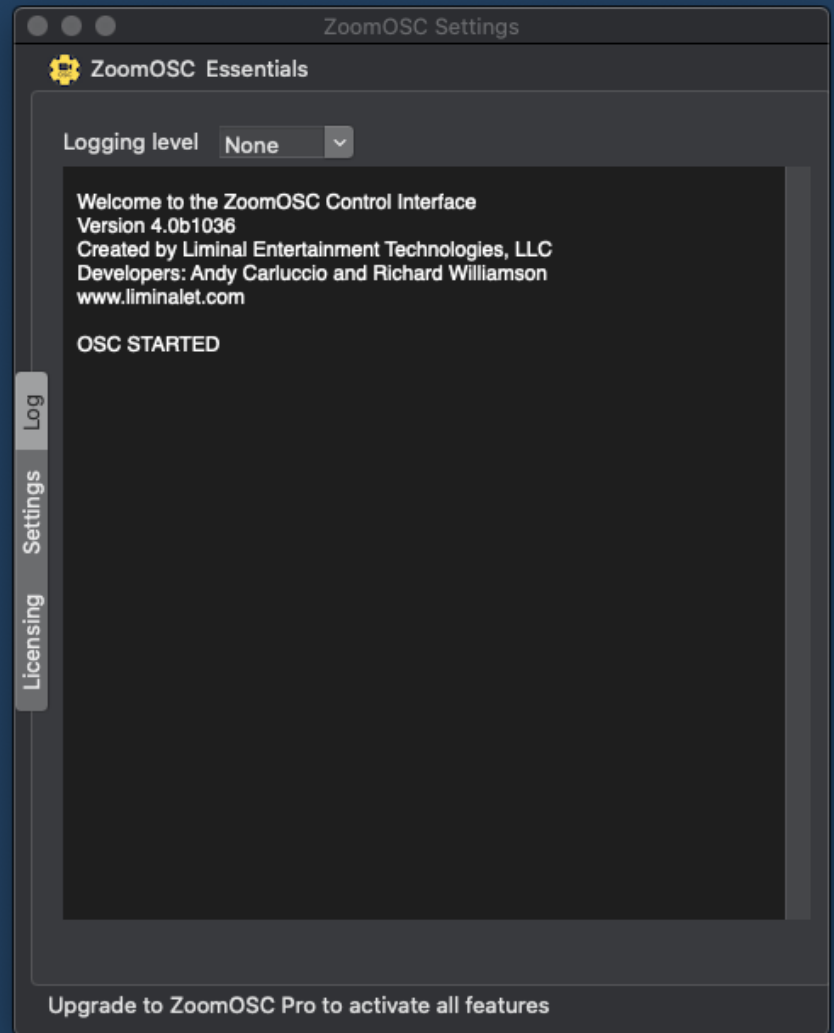 ZoomOSC Settings
ZoomOSC Essentials
Logging level None
Welcome to the ZoomOSC Control Interface
Version 4.0b1036
Created by Liminal Entertainment Technologies, LLC
Developers: Andy Carluccio and Richard Williamson
www.liminalet.com
OSC STARTED
Log
Settings
Licensing
Upgrade to ZoomOSC Pro to activate all features